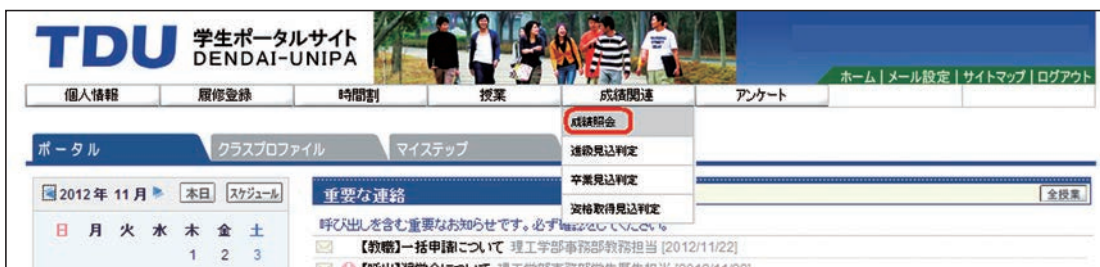 TDU 学生ポータルサイト
DENDAI-UNIPA
ホーム | メール設定 | サイトマップ | ログアウト
個人情報 履修登録 時間割 授業 成績関連 アンケート
成績照会
進級見込判定
卒業見込判定
資格取得見込判定
ポータル クラスプロファイル マイステップ
2012年 11月 本日 スケジュール
日 月 火 水 木 金 土
1 2 3
重要な連絡 全授業
呼び出しを含む重要なお知らせです。必ず確認をしてください。
【教職】一括申請について 理工学部事務部教務担当 [2012/11/22]